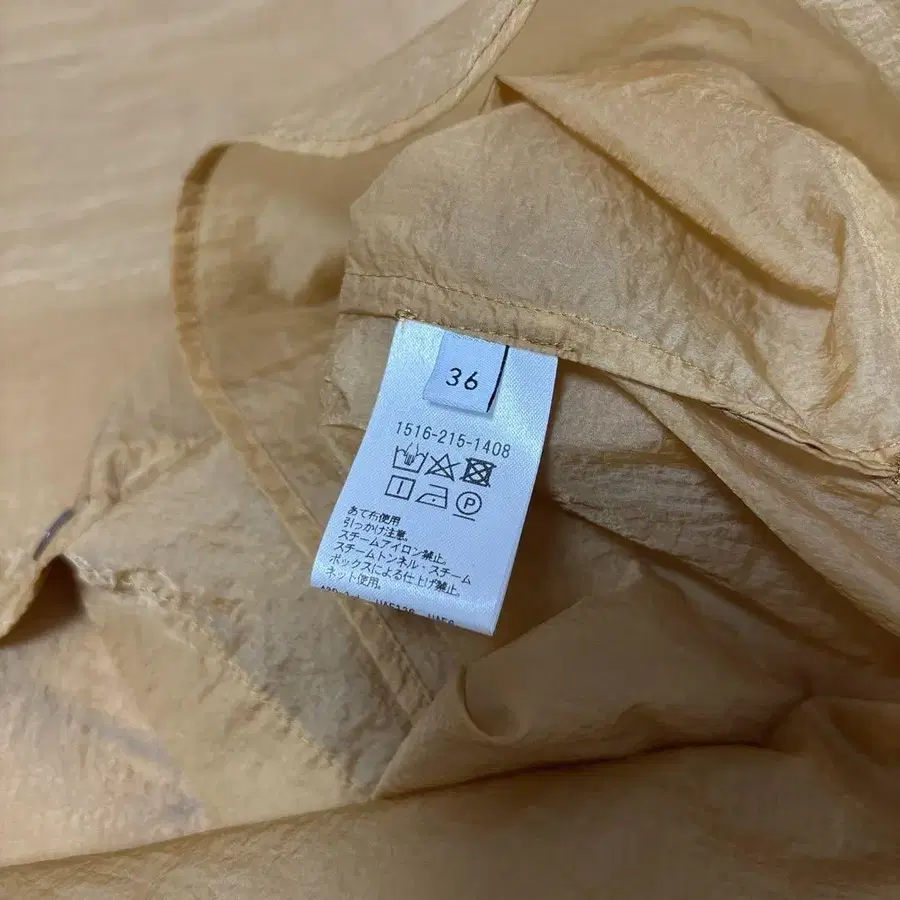 36
1516-215-1408
あて布使用
引っかけ注意。
スチームアイロン禁止。
スチームトンネル・スチーム
ボックスによる仕上げ禁止。
ネット使用。